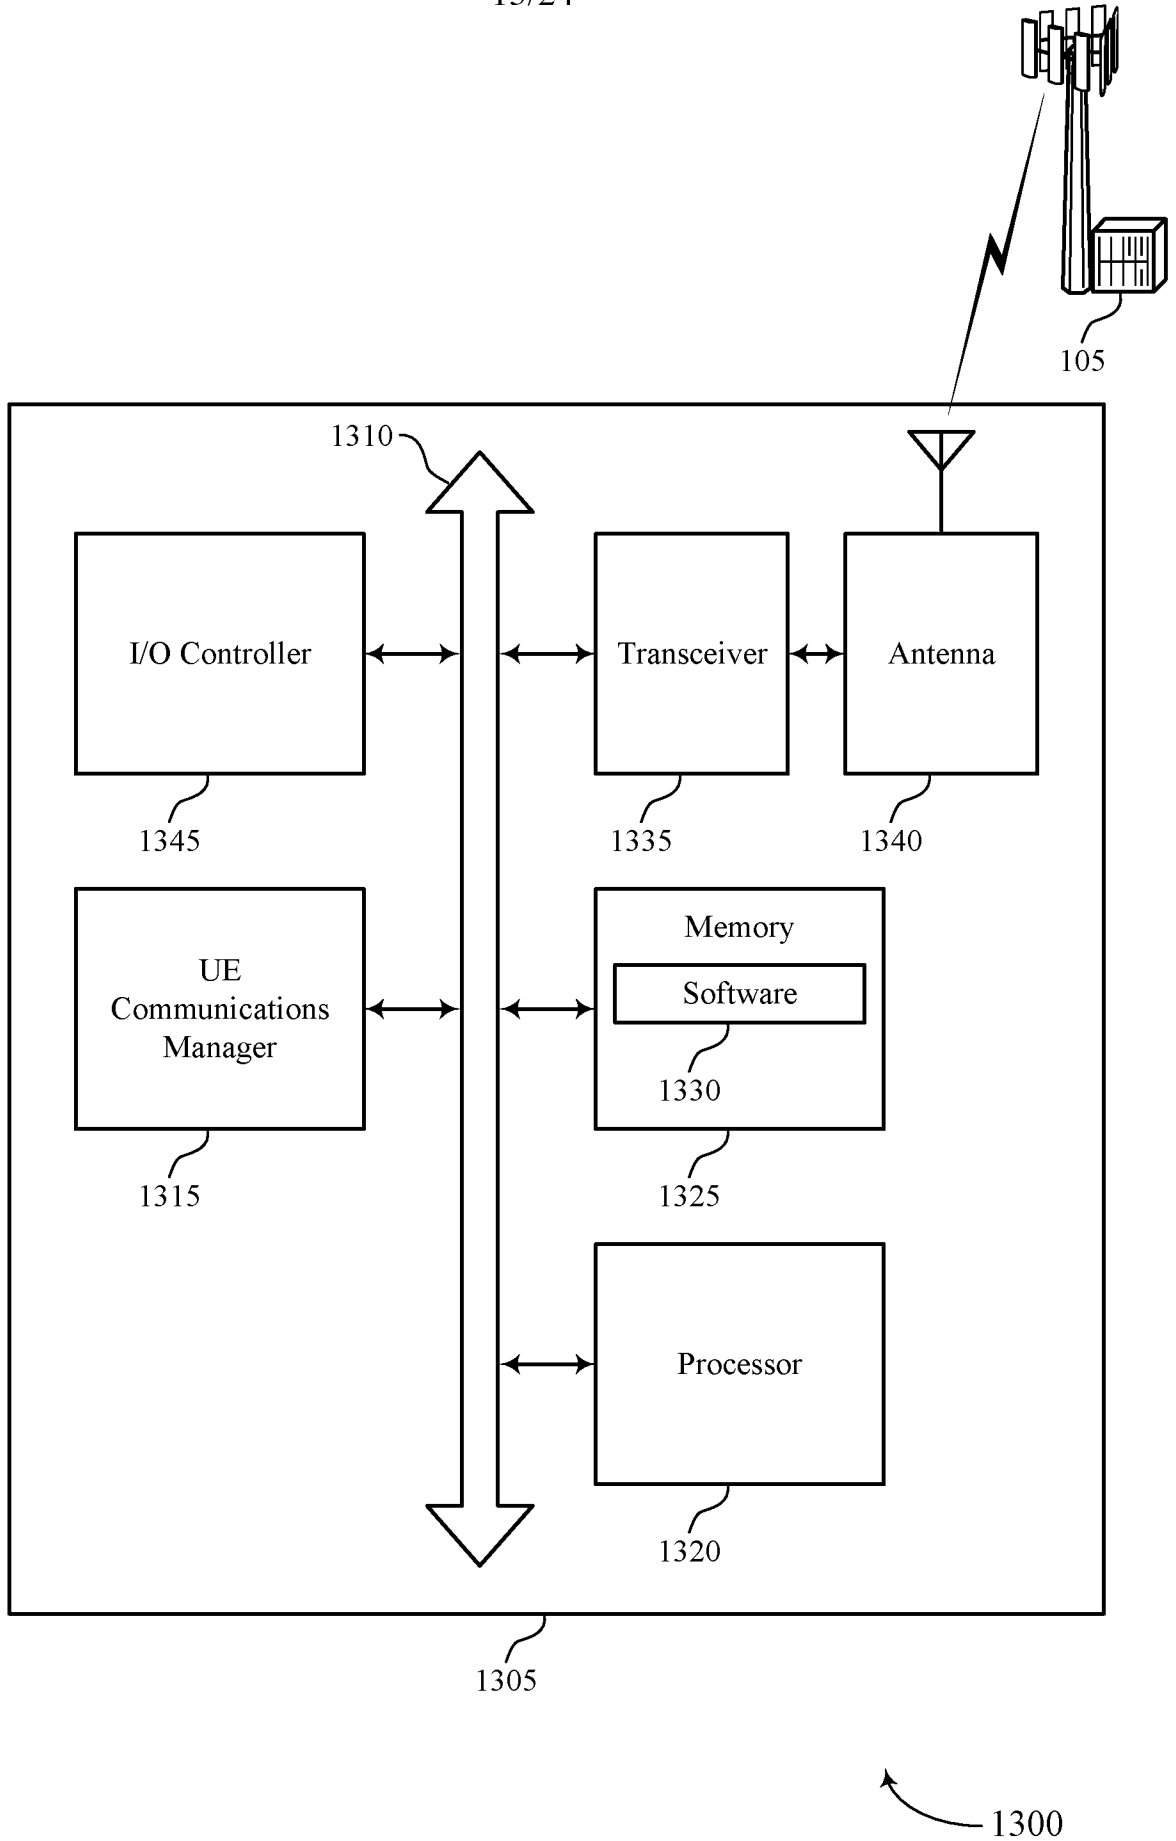 105
1310
I/O Controller
Transceiver
Antenna
1345
1335
1340
UE
Communications
Manager
Memory
Software
1330
1315
1325
Processor
1320
1305
1300